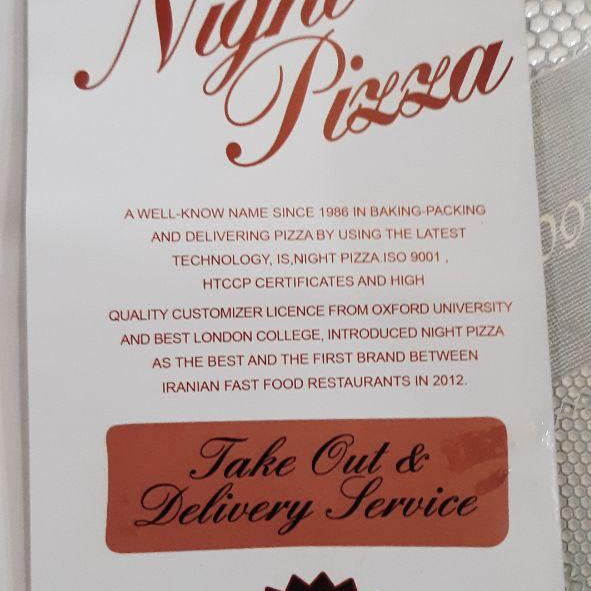 Night
Pizza
A WELL-KNOW NAME SINCE 1986 IN BAKING-PACKING
AND DELIVERING PIZZA BY USING THE LATEST
TECHNOLOGY, IS,NIGHT PIZZA.ISO 9001 ,
HTCCP CERTIFICATES AND HIGH
QUALITY CUSTOMIZER LICENCE FROM OXFORD UNIVERSITY
AND BEST LONDON COLLEGE, INTRODUCED NIGHT PIZZA
AS THE BEST AND THE FIRST BRAND BETWEEN
IRANIAN FAST FOOD RESTAURANTS IN 2012.
Take Out &
Delivery Service